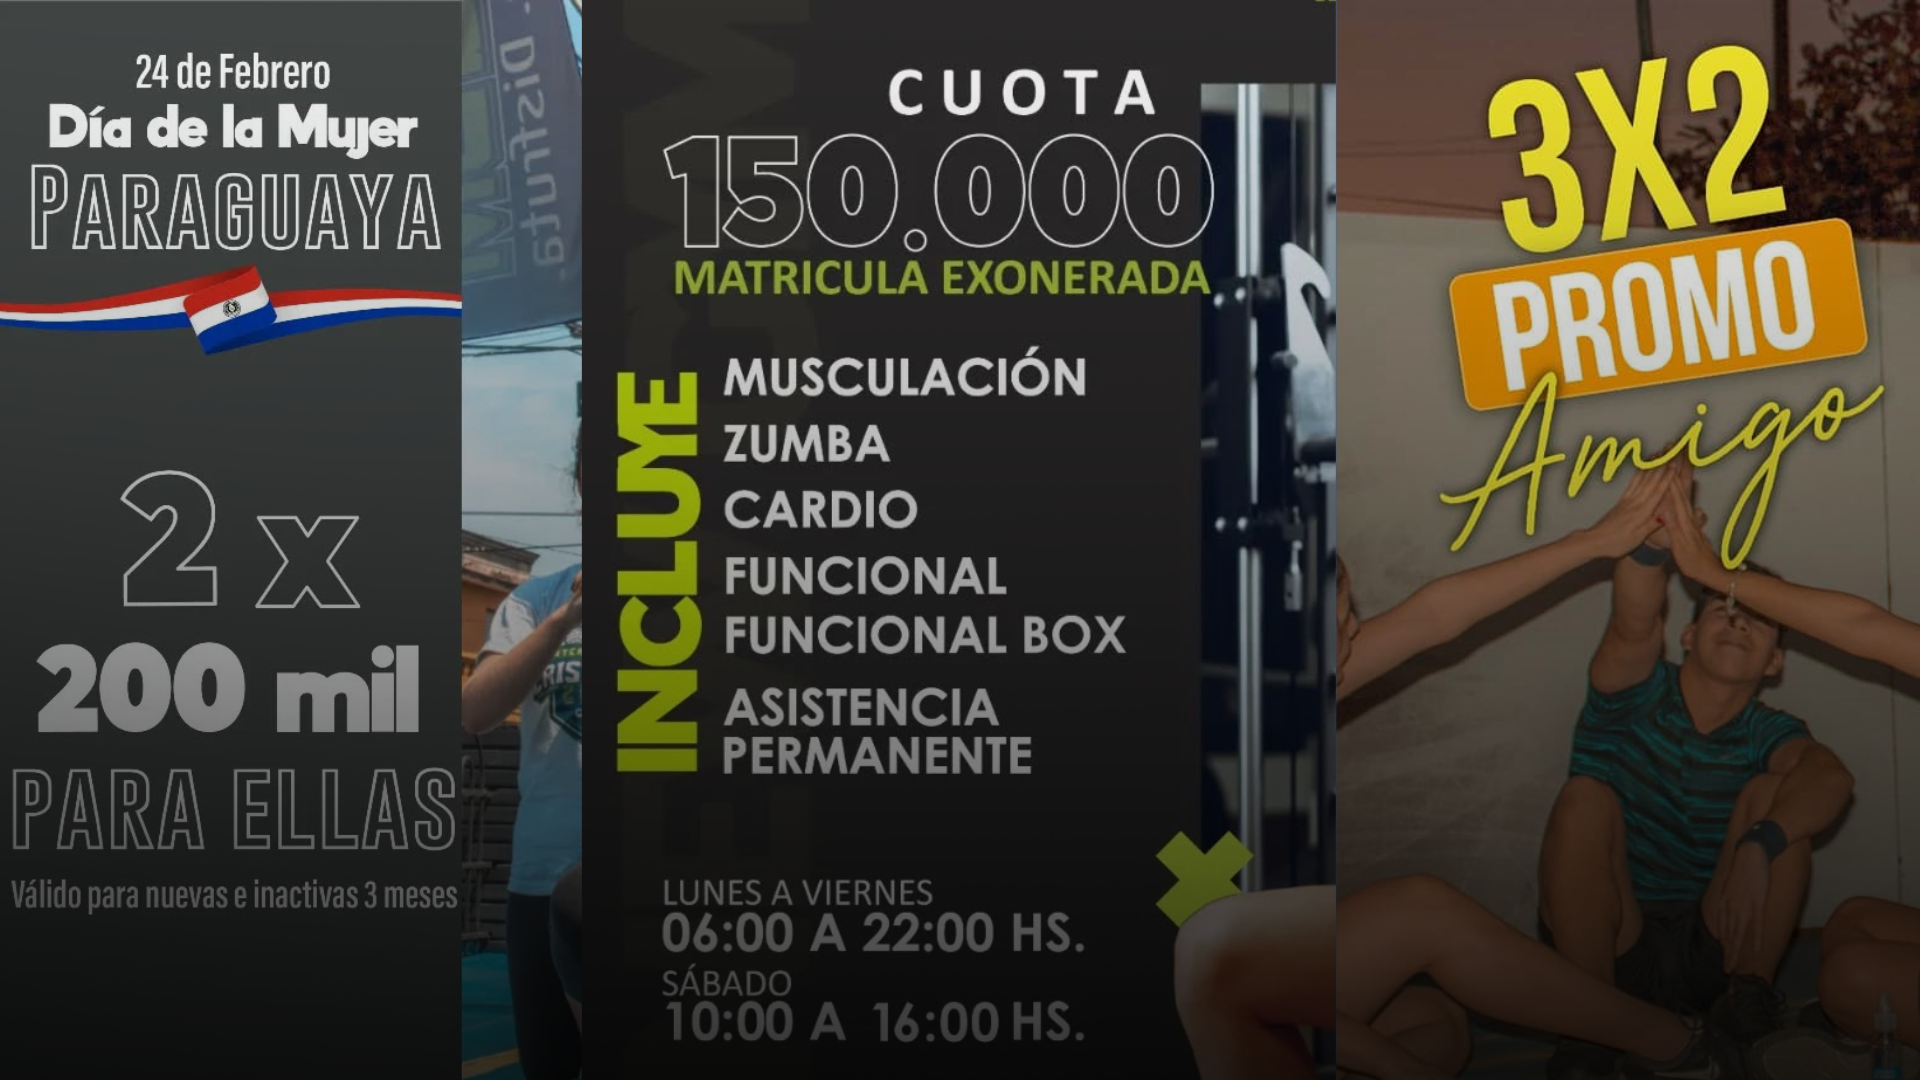 24 de Febrero
Día de la Mujer
PARAGUAYA
2 x
200 mil
PARA ELLAS
Válido para nuevas e inactivas 3 meses
Disfruta.
RIS
CUOTA
150.000
MATRICULA EXONERADA
INCLUYE
MUSCULACIÓN
ZUMBA
CARDIO
FUNCIONAL
FUNCIONAL BOX
ASISTENCIA
PERMANENTE
LUNES A VIERNES
06:00 A 22:00 HS.
SÁBADO
10:00 A 16:00 HS.
3X2
PROMO
Amigo